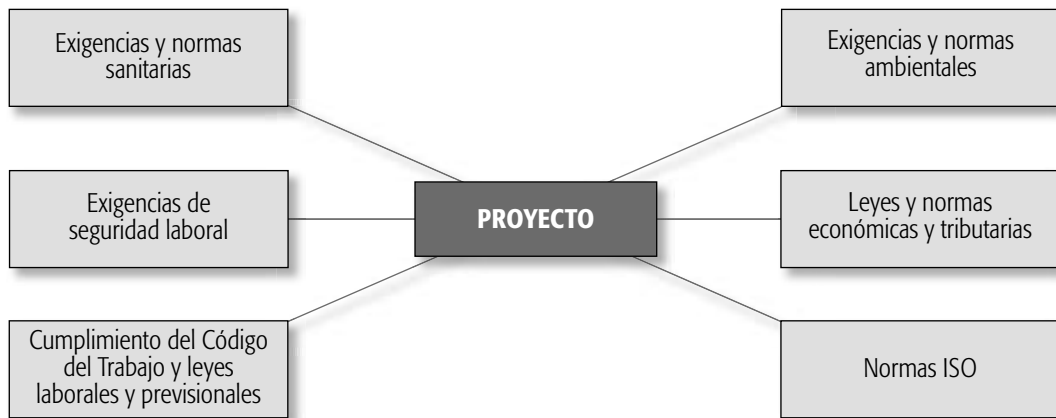 Exigencias y normas
sanitarias
Exigencias y normas
ambientales
Exigencias de
seguridad laboral
PROYECTO
Leyes y normas
económicas y tributarias
Cumplimiento del Código
del Trabajo y leyes
laborales y previsionales
Normas ISO